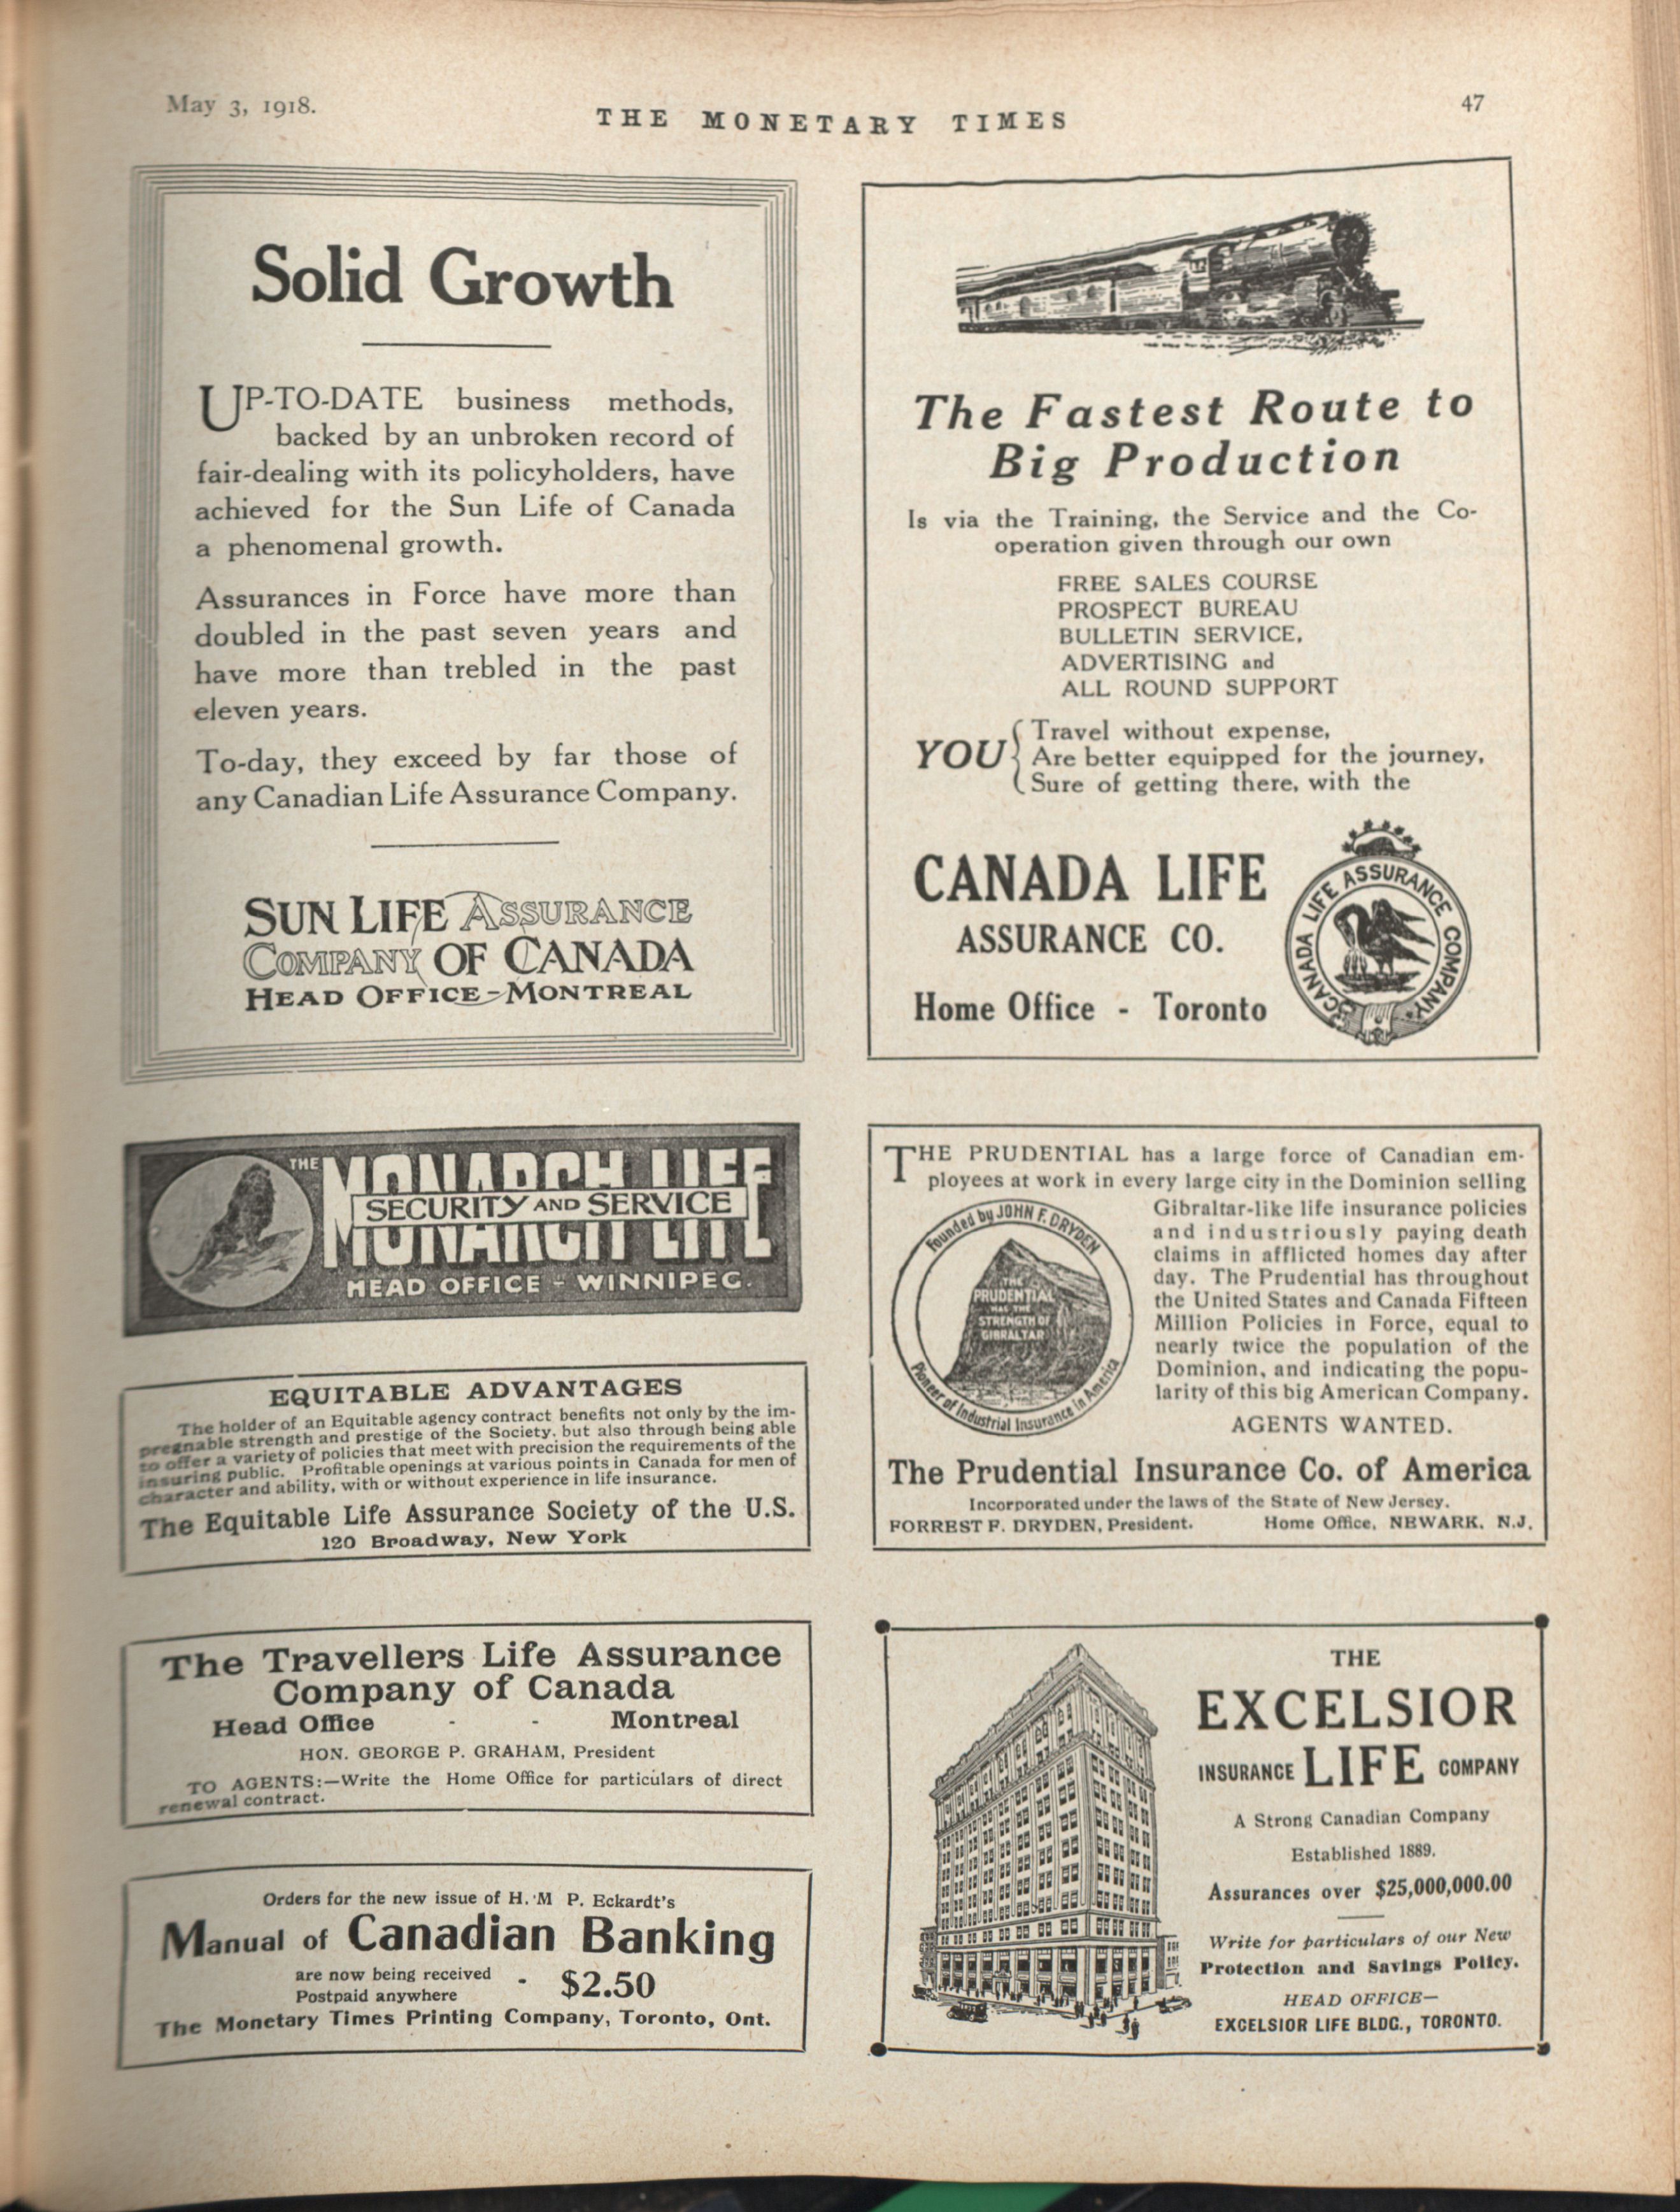 May 3, 1918.
THE MONETARY TIMES
47
Solid Growth
UP-TO-DATE business methods,
backed by an unbroken record of
fair-dealing with its policyholders, have
achieved for the Sun Life of Canada
a phenomenal growth.
Assurances in Force have more than
doubled in the past seven years and
have more than trebled in the past
eleven years.
To-day, they exceed by far those of
any Canadian Life Assurance Company.
SUN LIFE ASSURANCE
COMPANY OF CANADA
HEAD OFFICE-MONTREAL
The Fastest Route to
Big Production
Is via the Training, the Service and the Co-
operation given through our own
FREE SALES COURSE
PROSPECT BUREAU
BULLETIN SERVICE,
ADVERTISING and
ALL ROUND SUPPORT
YOU { Travel without expense,
Are better equipped for the journey,
Sure of getting there, with the
CANADA LIFE
ASSURANCE CO.
Home Office - Toronto
CANADA LIFE ASSURANCE COMPANY
THE MONARCH LIFE
SECURITY AND SERVICE
HEAD OFFICE - WINNIPEG.
THE PRUDENTIAL has a large force of Canadian em-
ployees at work in every large city in the Dominion selling
Gibraltar-like life insurance policies
and industriously paying death
claims in afflicted homes day after
day. The Prudential has throughout
the United States and Canada Fifteen
Million Policies in Force, equal to
nearly twice the population of the
Dominion, and indicating the popu-
larity of this big American Company.
AGENTS WANTED.
Founded by JOHN F. DRYDEN
THE
PRUDENTIAL
HAS THE
STRENGTH OF
GIBRALTAR
Pioneer of Industrial Insurance in America
The Prudential Insurance Co. of America
Incorporated under the laws of the State of New Jersey.
FORREST F. DRYDEN, President. Home Office, NEWARK, N.J.
EQUITABLE ADVANTAGES
The holder of an Equitable agency contract benefits not only by the im-
pregnable strength and prestige of the Society, but also through being able
to offer a variety of policies that meet with precision the requirements of the
insuring public. Profitable openings at various points in Canada for men of
character and ability, with or without experience in life insurance.
The Equitable Life Assurance Society of the U.S.
120 Broadway, New York
The Travellers Life Assurance
Company of Canada
Head Office - - Montreal
HON. GEORGE P. GRAHAM, President
TO AGENTS:—Write the Home Office for particulars of direct
renewal contract.
Orders for the new issue of H. M P. Eckardt's
Manual of Canadian Banking
are now being received
Postpaid anywhere - $2.50
The Monetary Times Printing Company, Toronto, Ont.
THE
EXCELSIOR
INSURANCE LIFE COMPANY
A Strong Canadian Company
Established 1889.
Assurances over $25,000,000.00
Write for particulars of our New
Protection and Savings Policy.
HEAD OFFICE—
EXCELSIOR LIFE BLDG., TORONTO.